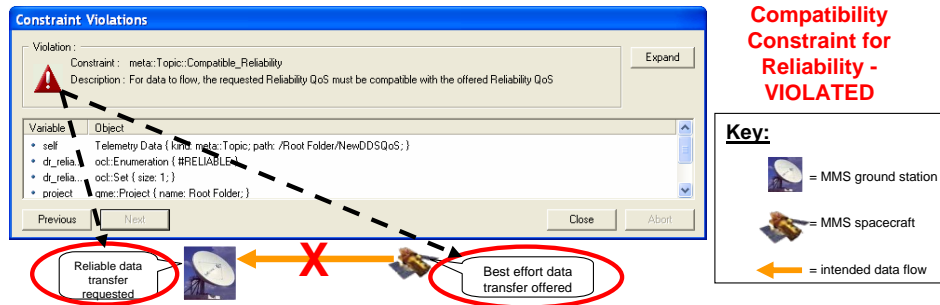 Constraint Violations
Violation :
Constraint : meta::Topic::Compatible_Reliability
Description : For data to flow, the requested Reliability QoS must be compatible with the offered Reliability QoS
Expand
Variable Object
self Telemetry Data { kind: meta::Topic; path: /Root Folder/NewDDSQoS; }
dr_relia... ocl::Enumeration { #RELIABLE }
dr_relia... ocl::Set { size: 1; }
project gme::Project { name: Root Folder; }
Previous Next Close Abort
Reliable data
transfer
requested
X
Best effort data
transfer offered
Compatibility
Constraint for
Reliability -
VIOLATED
Key:
= MMS ground station
= MMS spacecraft
= intended data flow